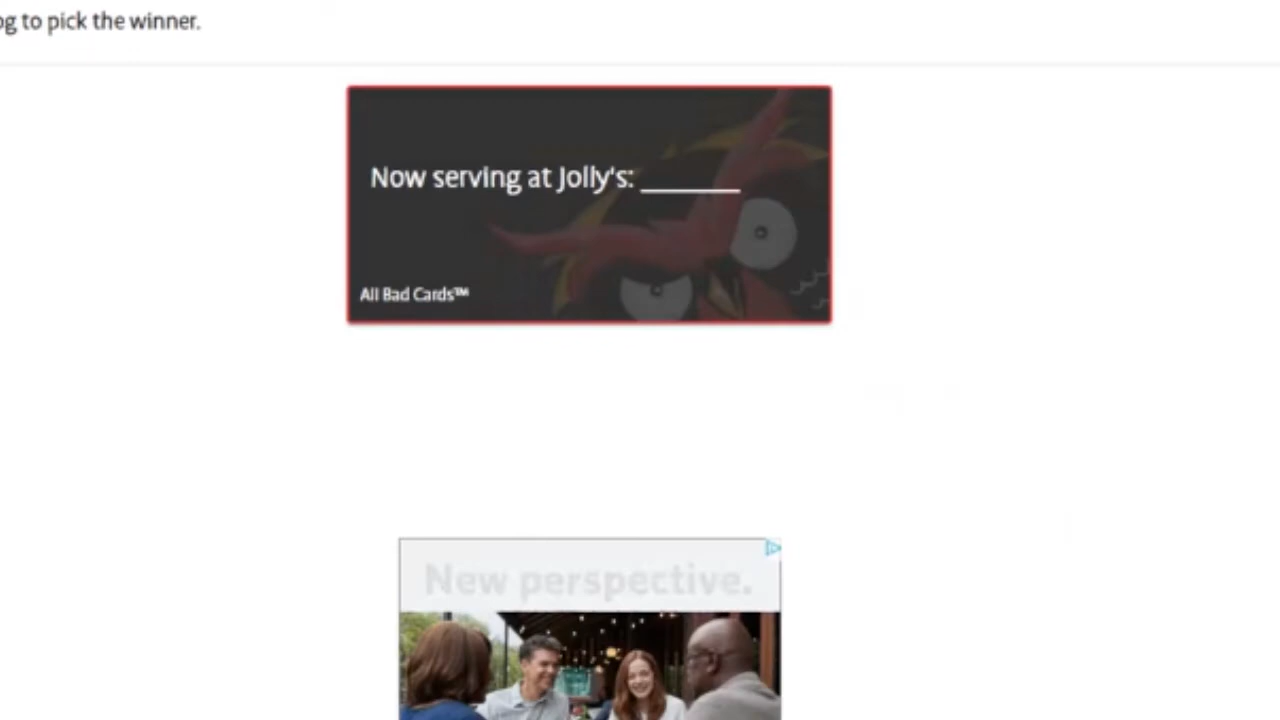 to pick the winner.
Now serving at Jolly's: ________
All Bad Cards™
New perspective.